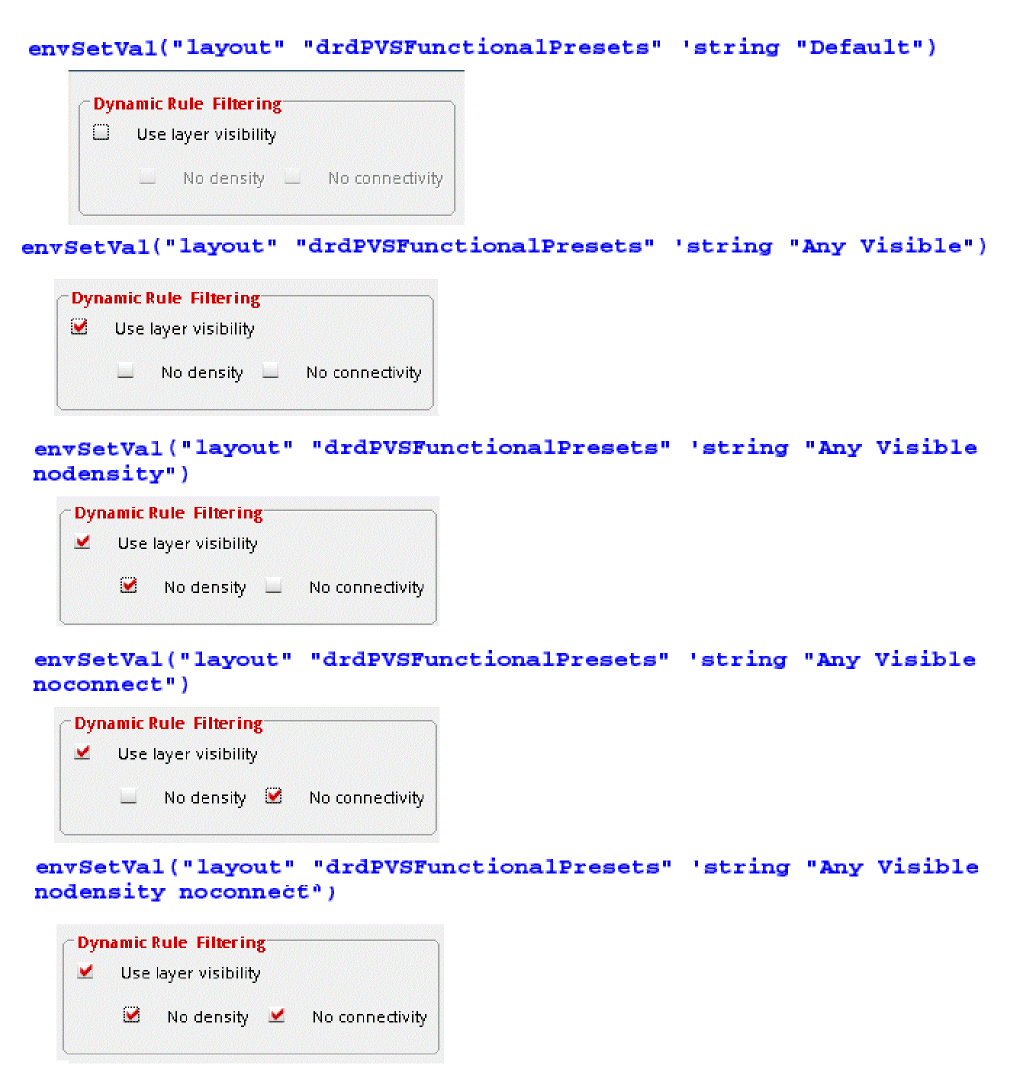 envSetVal("layout" "drdPVSFunctionalPresets" 'string "Default")
Dynamic Rule Filtering
Use layer visibility
No density No connectivity
envSetVal("layout" "drdPVSFunctionalPresets" 'string "Any Visible")
Dynamic Rule Filtering
Use layer visibility
No density No connectivity
envSetVal("layout" "drdPVSFunctionalPresets" 'string "Any Visible
nodensity")
Dynamic Rule Filtering
Use layer visibility
No density No connectivity
envSetVal("layout" "drdPVSFunctionalPresets" 'string "Any Visible
noconnect")
Dynamic Rule Filtering
Use layer visibility
No density No connectivity
envSetVal("layout" "drdPVSFunctionalPresets" 'string "Any Visible
nodensity noconnect")
Dynamic Rule Filtering
Use layer visibility
No density No connectivity